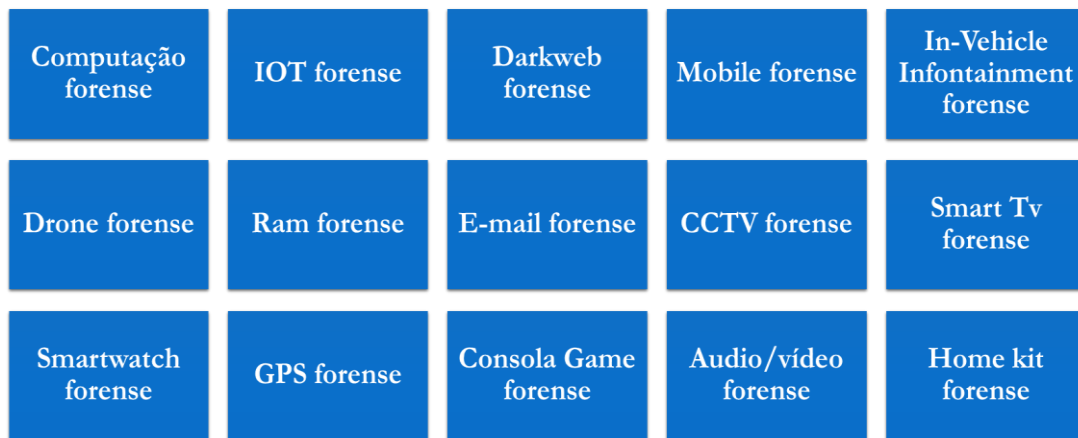 Computação
forense
IOT forense
Darkweb
forense
Mobile forense
In-Vehicle
Infontainment
forense
Drone forense
Ram forense
E-mail forense
CCTV forense
Smart Tv
forense
Smartwatch
forense
GPS forense
Consola Game
forense
Audio/vídeo
forense
Home kit
forense